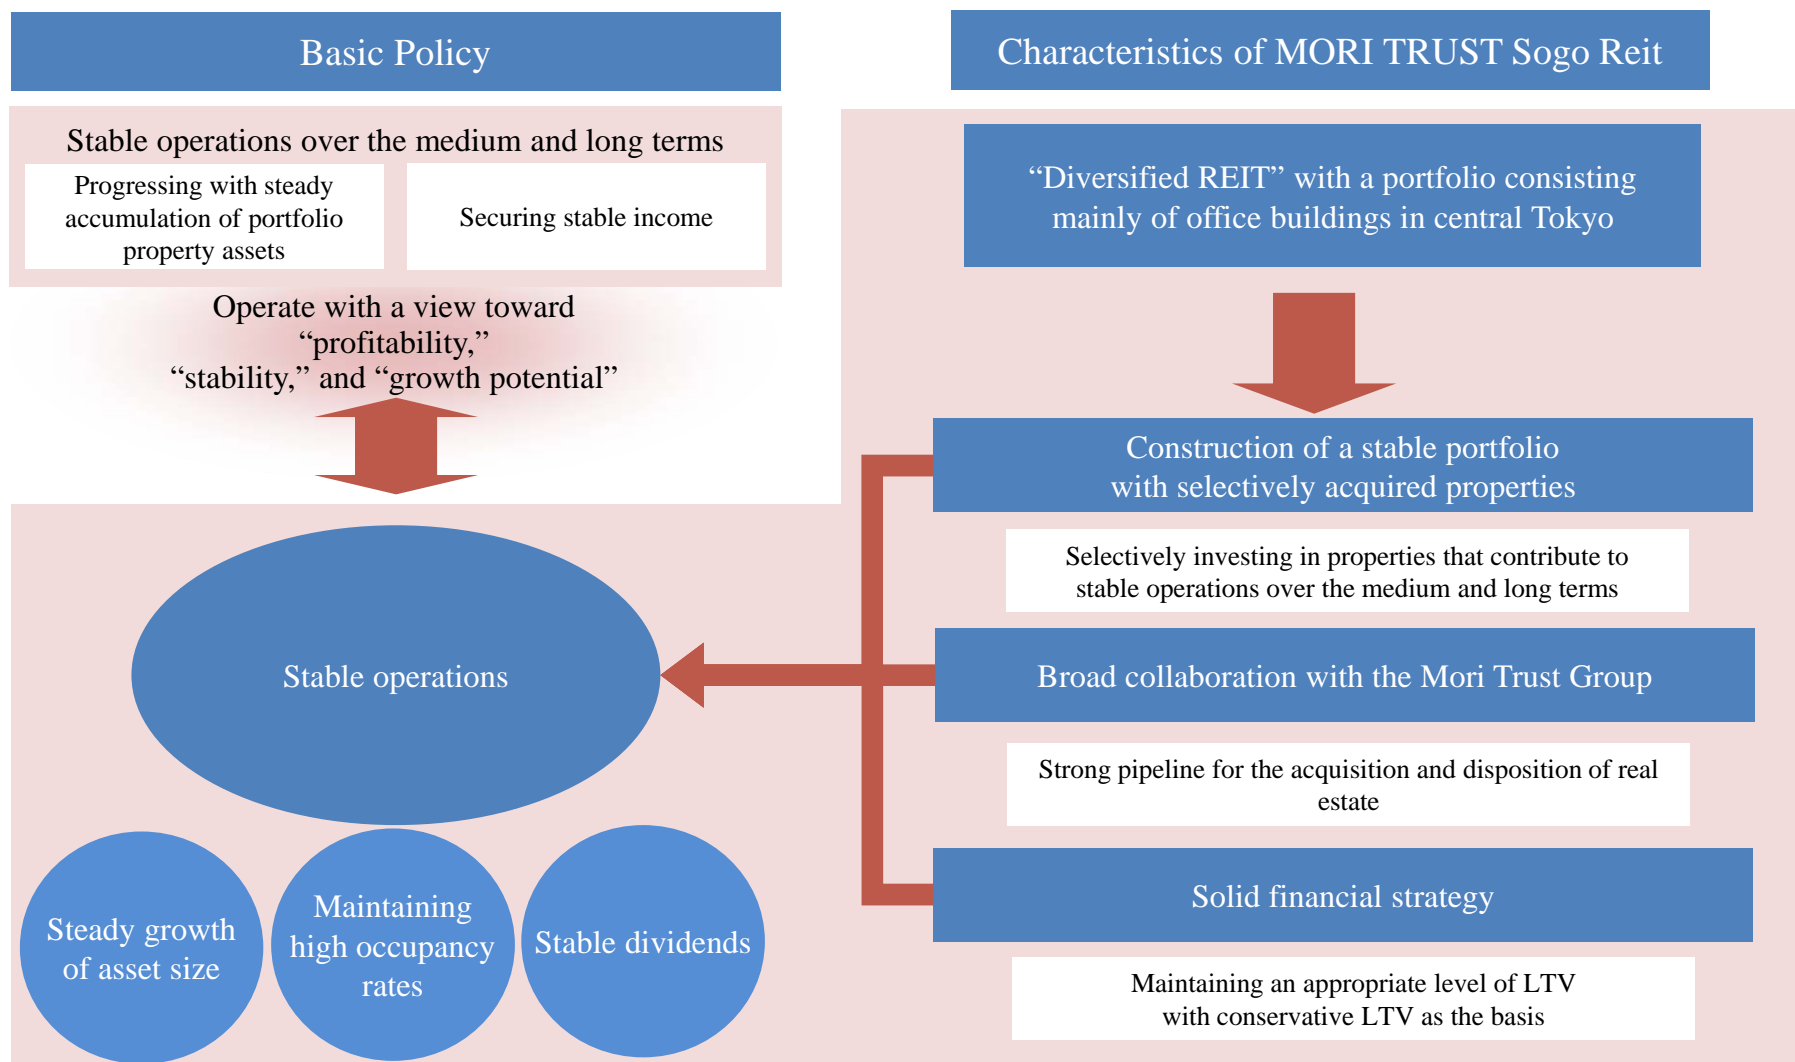 Basic Policy
Stable operations over the medium and long terms
Progressing with steady
accumulation of portfolio
property assets
Securing stable income
Operate with a view toward
“profitability,”
“stability,” and “growth potential”
Stable operations
Steady growth
of asset size
Maintaining
high occupancy
rates
Stable dividends
Characteristics of MORI TRUST Sogo Reit
“Diversified REIT” with a portfolio consisting
mainly of office buildings in central Tokyo
Construction of a stable portfolio
with selectively acquired properties
Selectively investing in properties that contribute to
stable operations over the medium and long terms
Broad collaboration with the Mori Trust Group
Strong pipeline for the acquisition and disposition of real
estate
Solid financial strategy
Maintaining an appropriate level of LTV
with conservative LTV as the basis